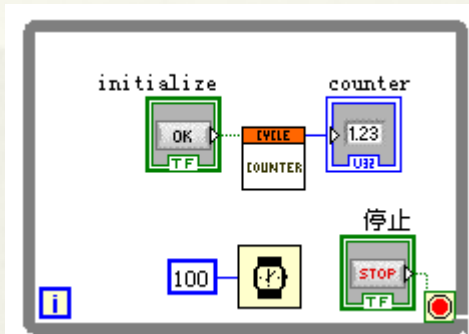 initialize
counter
OK
TF
CYCLE
COUNTER
1.23
U32
停止
100
STOP
TF
i